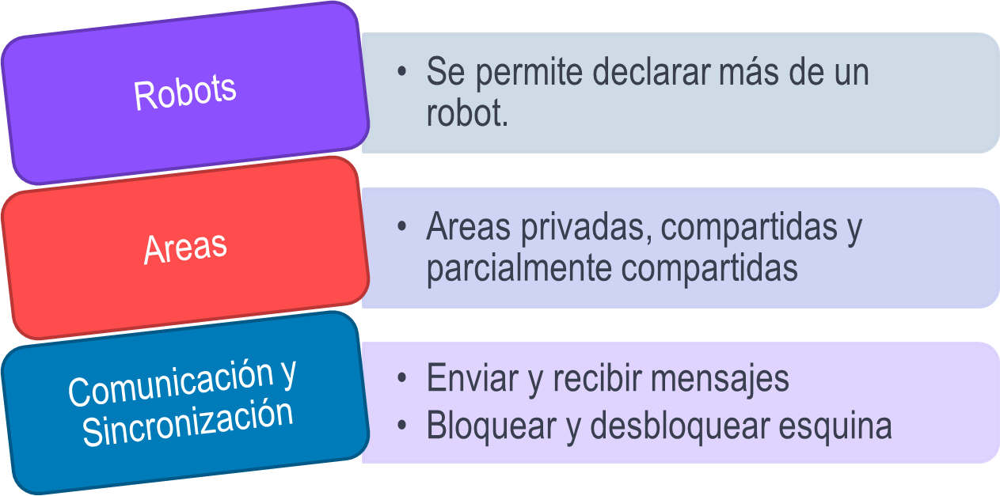 Robots
• Se permite declarar más de un
robot.
Areas
• Areas privadas, compartidas y
parcialmente compartidas
Comunicación y
Sincronización
• Enviar y recibir mensajes
• Bloquear y desbloquear esquina